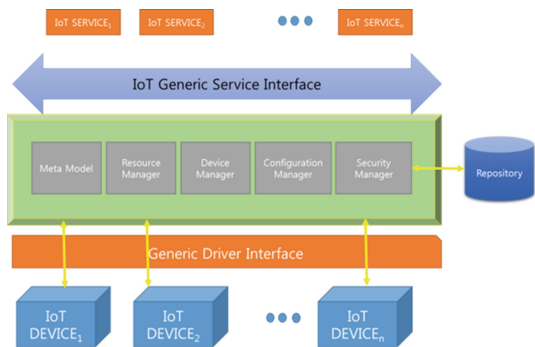 IoT SERVICE1
IoT SERVICE2
IoT SERVICEn
IoT Generic Service Interface
Meta Model
Resource
Manager
Device
Manager
Configuration
Manager
Security
Manager
Repository
Generic Driver Interface
IoT
DEVICE1
IoT
DEVICE2
IoT
DEVICEn